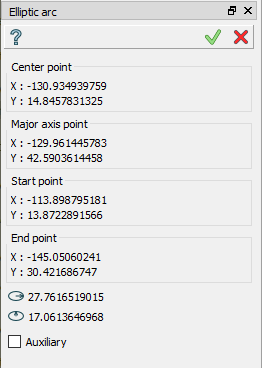 Elliptic arc
Center point
X : -130.934939759
Y : 14.8457831325
Major axis point
X : -129.961445783
Y : 42.5903614458
Start point
X : -113.898795181
Y : 13.8722891566
End point
X : -145.05060241
Y : 30.421686747
27.7616519015
17.0613646968
Auxiliary